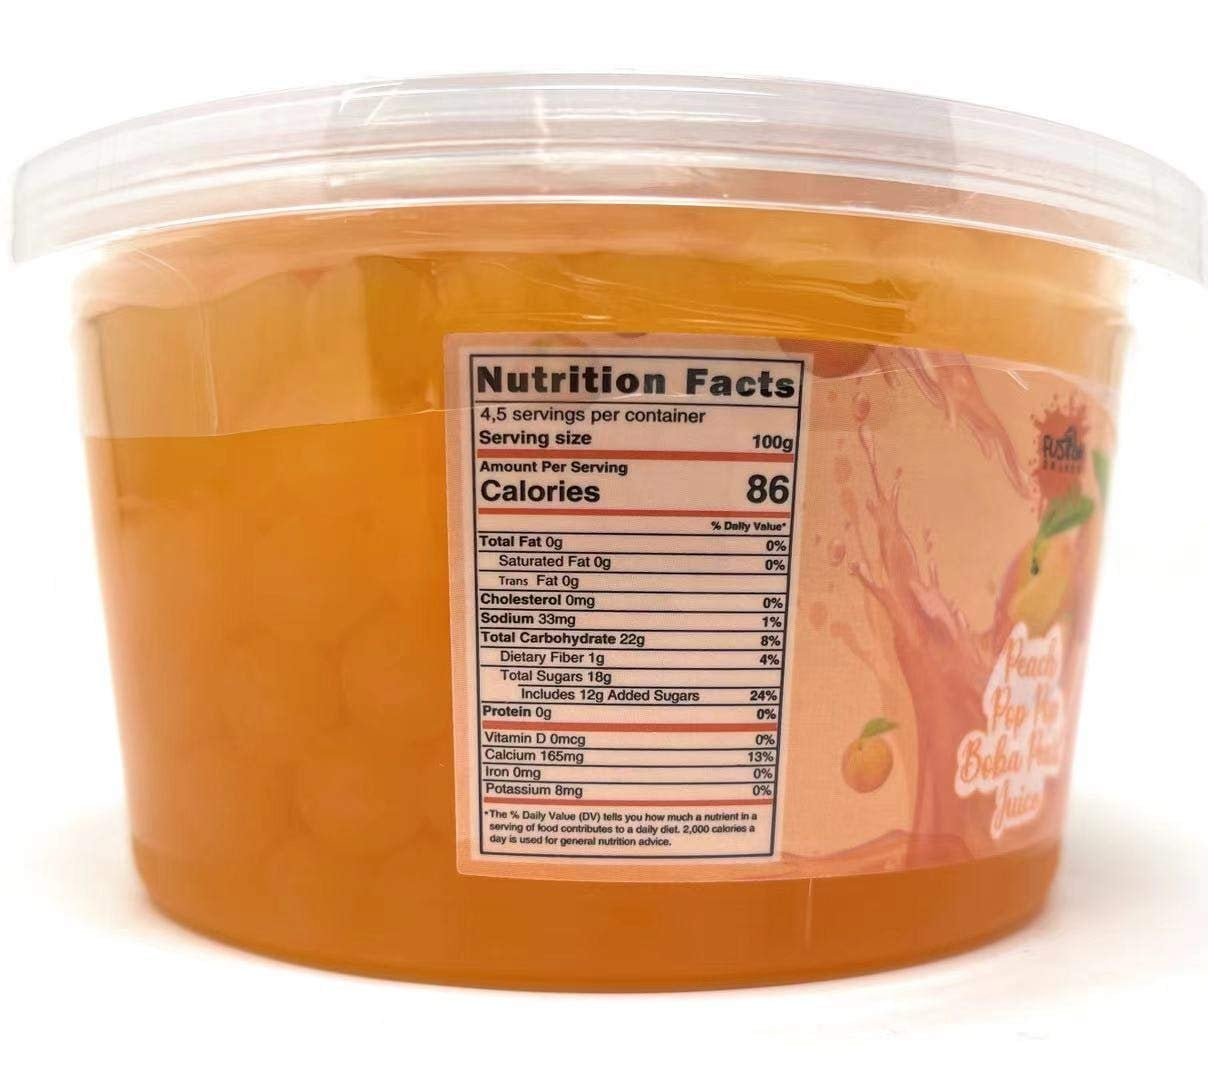 Nutrition Facts
4,5 servings per container
Serving size 100g
Amount Per Serving
Calories 86
% Daily Value*
Total Fat 0g 0%
Saturated Fat 0g 0%
Trans Fat 0g
Cholesterol 0mg 0%
Sodium 33mg 1%
Total Carbohydrate 22g 8%
Dietary Fiber 1g 4%
Total Sugars 18g
Includes 12g Added Sugars 24%
Protein 0g 0%
Vitamin D 0mcg 0%
Calcium 165mg 13%
Iron 0mg 0%
Potassium 8mg 0%
*The % Daily Value (DV) tells you how much a nutrient in a
serving of food contributes to a daily diet. 2,000 calories a
day is used for general nutrition advice.
Peach
Pop
Boba
Juice